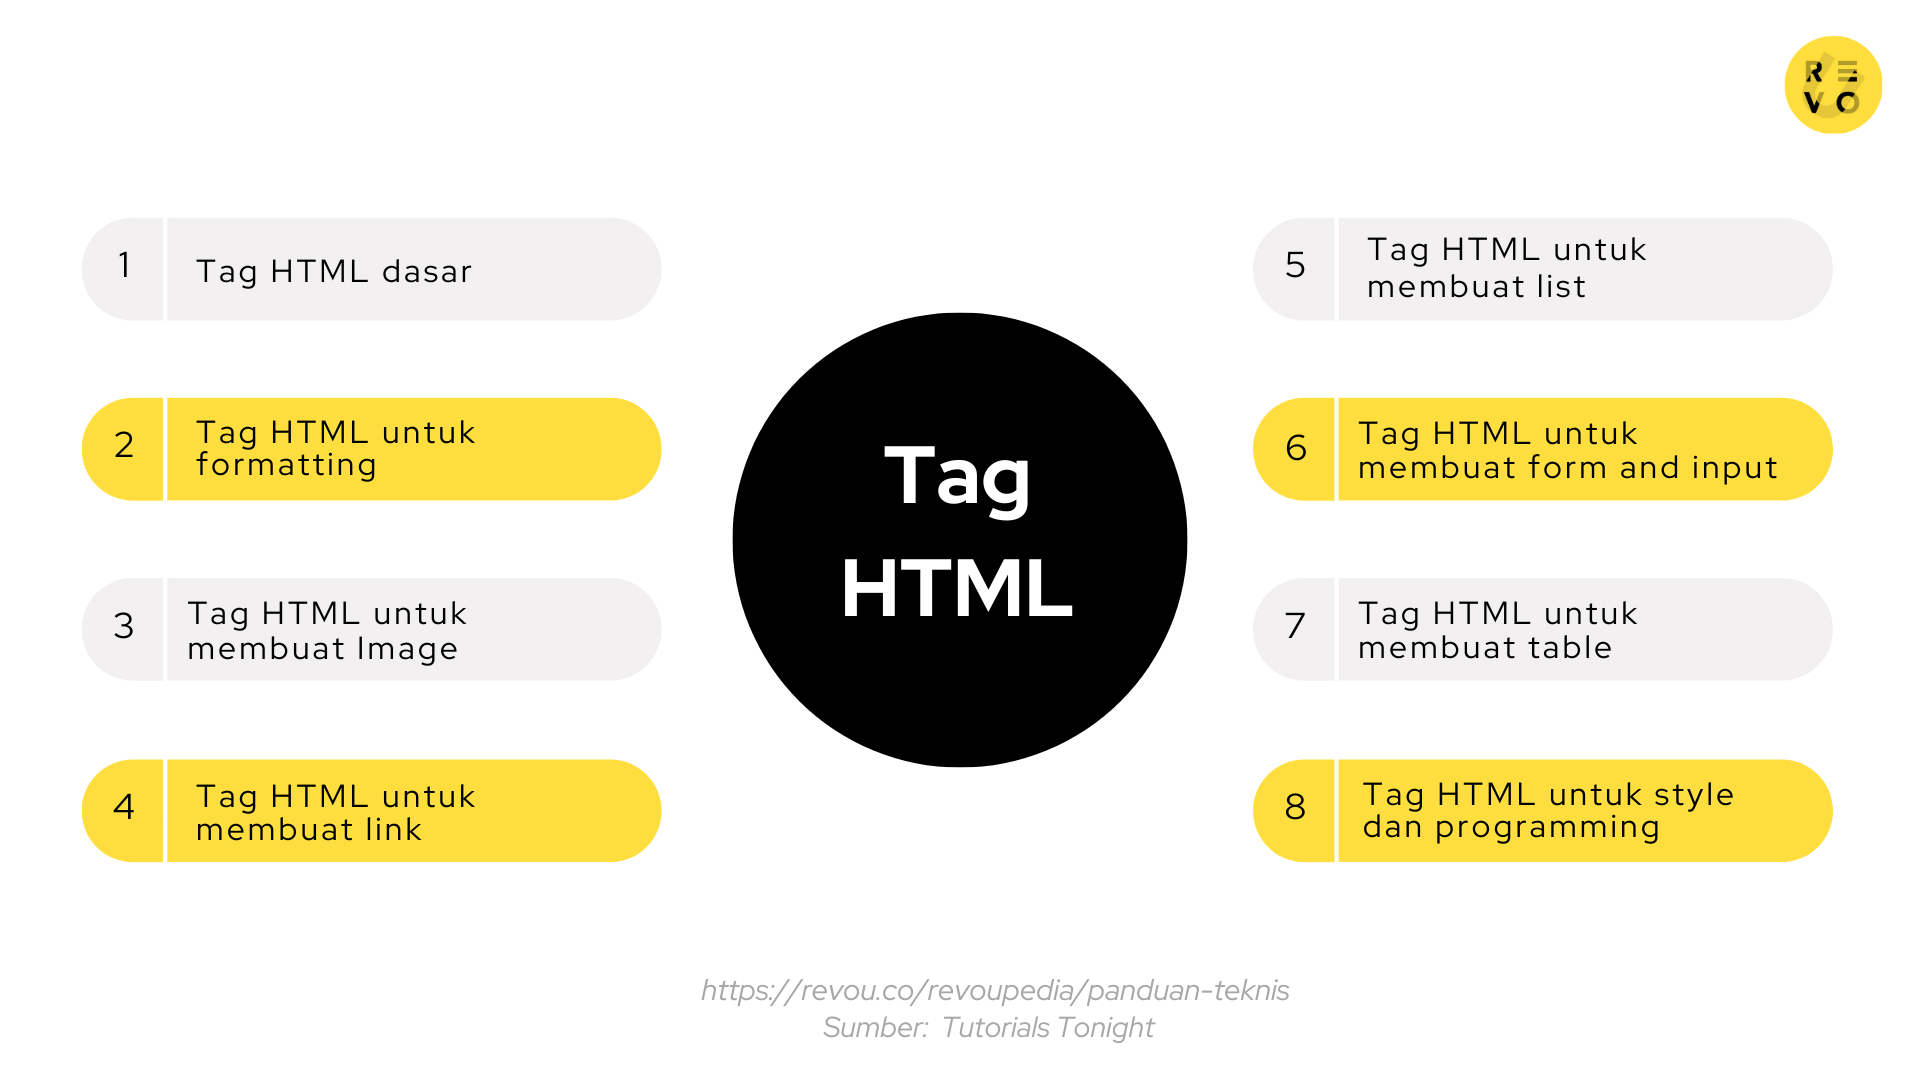 RE
VO
1
Tag HTML dasar
2
Tag HTML untuk
formatting
3
Tag HTML untuk
membuat Image
4
Tag HTML untuk
membuat link
Tag
HTML
5
Tag HTML untuk
membuat list
6
Tag HTML untuk
membuat form and input
7
Tag HTML untuk
membuat table
8
Tag HTML untuk style
dan programming
https://revou.co/revoupedia/panduan-teknis
Sumber: Tutorials Tonight